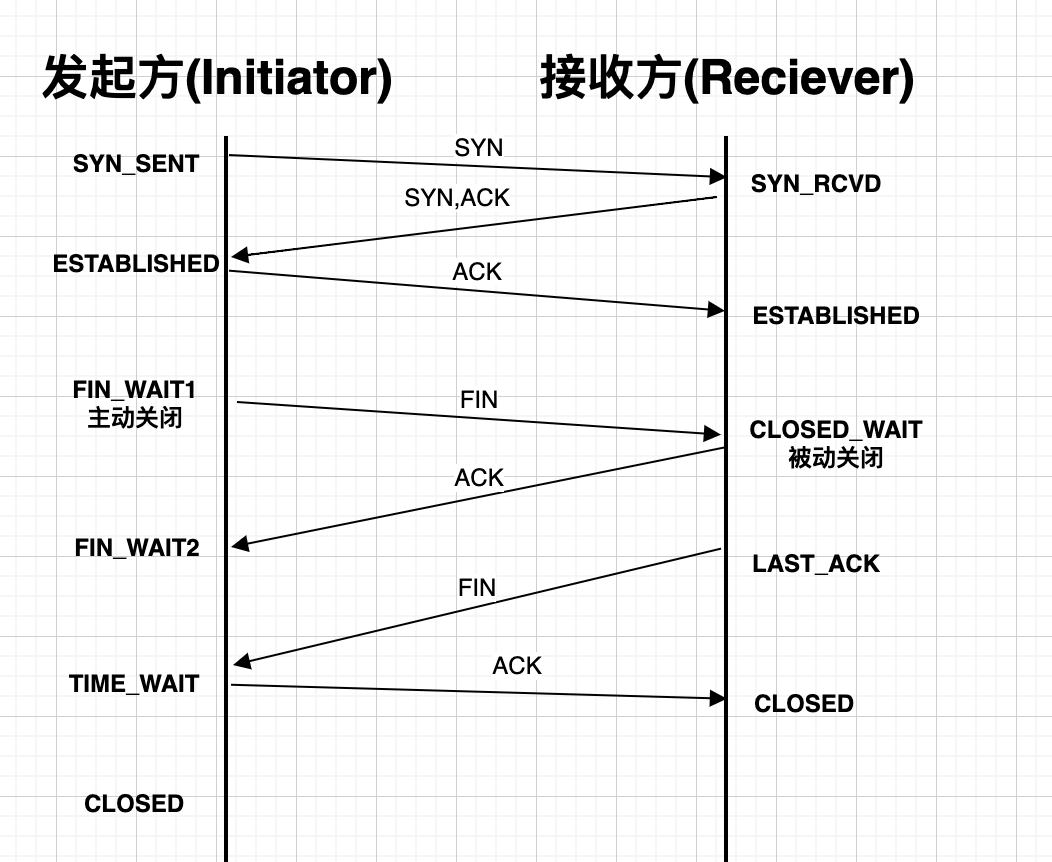 发起方(Initiator)
接收方(Reciever)
SYN
SYN_SENT
SYN_RCVD
SYN,ACK
ESTABLISHED
ACK
ESTABLISHED
FIN_WAIT1
主动关闭
FIN
CLOSED_WAIT
被动关闭
ACK
FIN_WAIT2
LAST_ACK
FIN
TIME_WAIT
ACK
CLOSED
CLOSED